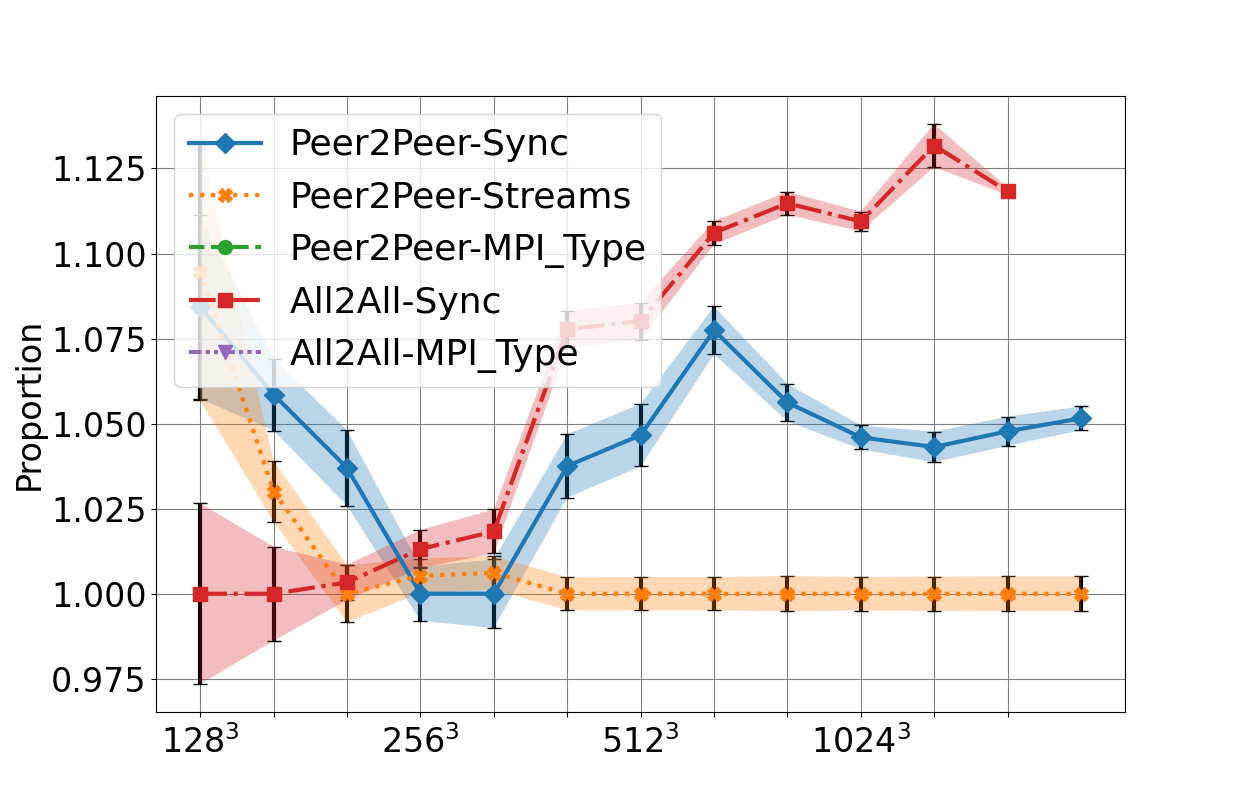 Peer2Peer-Sync
Peer2Peer-Streams
Peer2Peer-MPI_Type
All2All-Sync
All2All-MPI_Type
Proportion
1.125
1.100
1.075
1.050
1.025
1.000
0.975
128³ 256³ 512³ 1024³